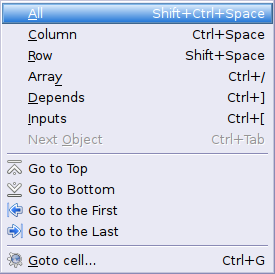 All Shift+Ctrl+Space
Column Ctrl+Space
Row Shift+Space
Array Ctrl+/
Depends Ctrl+]
Inputs Ctrl+[
Next Object Ctrl+Tab
Go to Top
Go to Bottom
Go to the First
Go to the Last
Goto cell... Ctrl+G